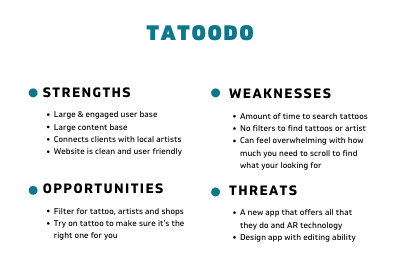 TATOODO
STRENGTHS
• Large & engaged user base
• Large content base
• Connects clients with local artists
• Website is clean and user friendly
WEAKNESSES
• Amount of time to search tattoos
• No filters to find tattoos or artist
• Can feel overwhelming with how
much you need to scroll to find
what your looking for
OPPORTUNITIES
• Filter for tattoo, artists and shops
• Try on tattoo to make sure it's the
right one for you
THREATS
• A new app that offers all that
they do and AR technology
• Design app with editing ability